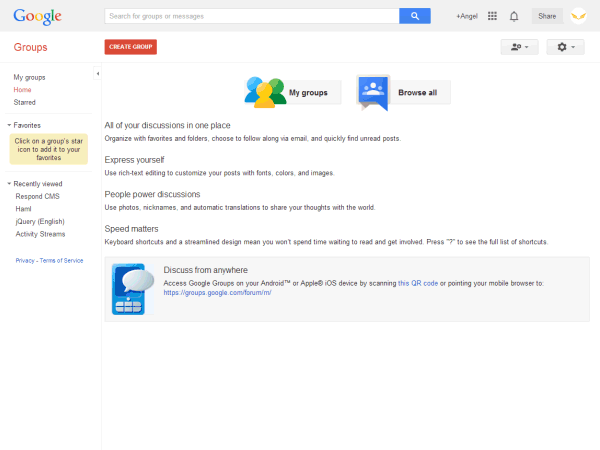 Google
Search for groups or messages
+Angel
Share
Groups
CREATE GROUP
My groups
Home
Starred
Favorites
Click on a group's star
icon to add it to your
favorites
Recently viewed
Respond CMS
Haml
jQuery (English)
Activity Streams
Privacy - Terms of Service
My groups
Browse all
All of your discussions in one place
Organize with favorites and folders, choose to follow along via email, and quickly find unread posts.
Express yourself
Use rich-text editing to customize your posts with fonts, colors, and images.
People power discussions
Use photos, nicknames, and automatic translations to share your thoughts with the world.
Speed matters
Keyboard shortcuts and a streamlined design mean you won't spend time waiting to read and get involved. Press "?" to see the full list of shortcuts.
Discuss from anywhere
Access Google Groups on your Android™ or Apple® iOS device by scanning this QR code or pointing your mobile browser to:
https://groups.google.com/forum/m/